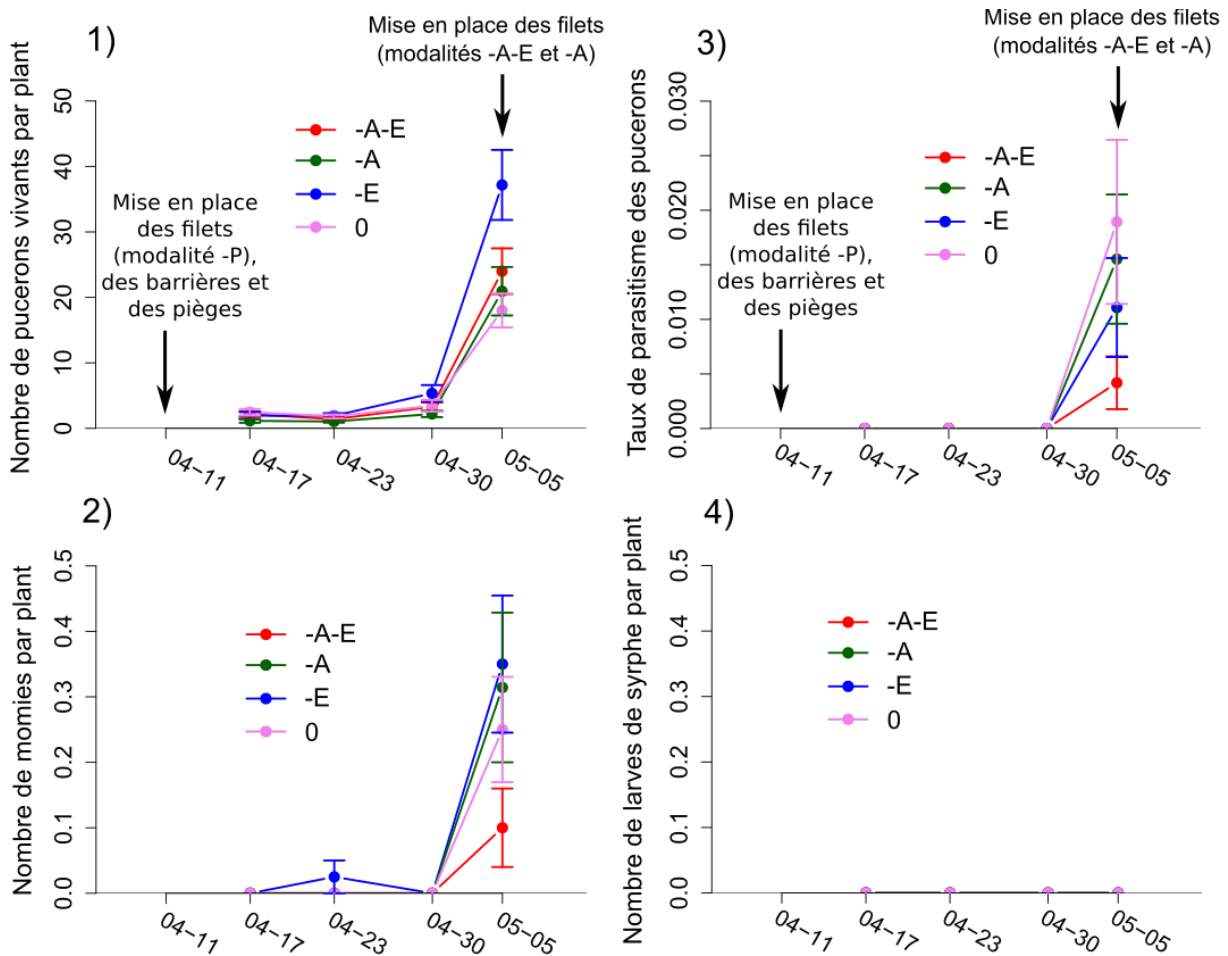 1)
Mise en place des filets
(modalités -A-E et -A)
Nombre de pucerons vivants par plant
50
40
30
20
10
0
-A-E
-A
-E
0
Mise en place
des filets
(modalité -P),
des barrières et
des pièges
04-11
04-17
04-23
04-30
05-05
3)
Mise en place des filets
(modalités -A-E et -A)
Taux de parasitisme des pucerons
0.030
0.020
0.010
0.000
-A-E
-A
-E
0
Mise en place
des filets
(modalité -P),
des barrières et
des pièges
04-11
04-17
04-23
04-30
05-05
2)
Nombre de momies par plant
0.5
0.4
0.3
0.2
0.1
0.0
-A-E
-A
-E
0
04-11
04-17
04-23
04-30
05-05
4)
Nombre de larves de syrphe par plant
0.5
0.4
0.3
0.2
0.1
0.0
-A-E
-A
-E
0
04-11
04-17
04-23
04-30
05-05